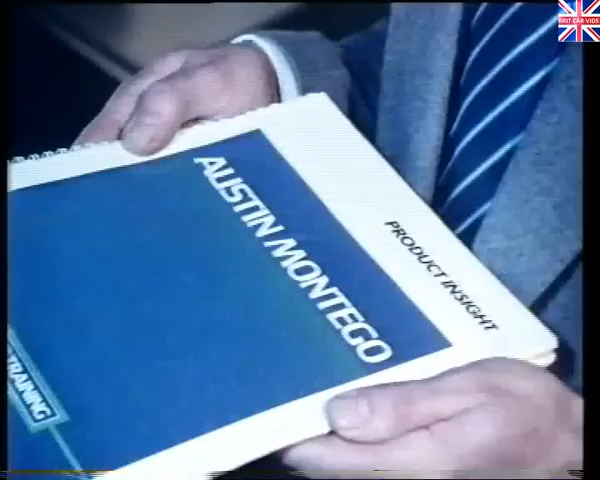 BRIT CAR VIDS
PRODUCT INSIGHT
AUSTIN MONTEGO
TRAINING